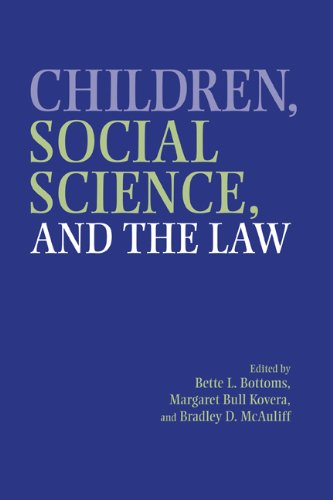 CHILDREN,
SOCIAL
SCIENCE,
AND THE LAW
Edited by
Bette L. Bottoms,
Margaret Bull Kovera,
and Bradley D. McAuliff